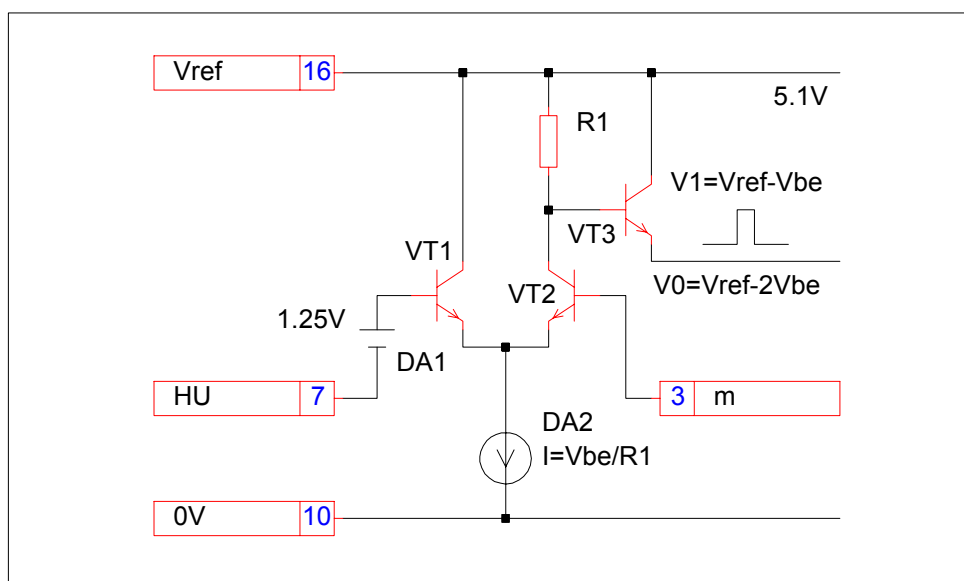 Vref 16
5.1V
R1
V1=Vref-Vbe
VT3
VT1
V0=Vref-2Vbe
VT2
1.25V
DA1
HU 7
3 m
DA2
I=Vbe/R1
0V 10